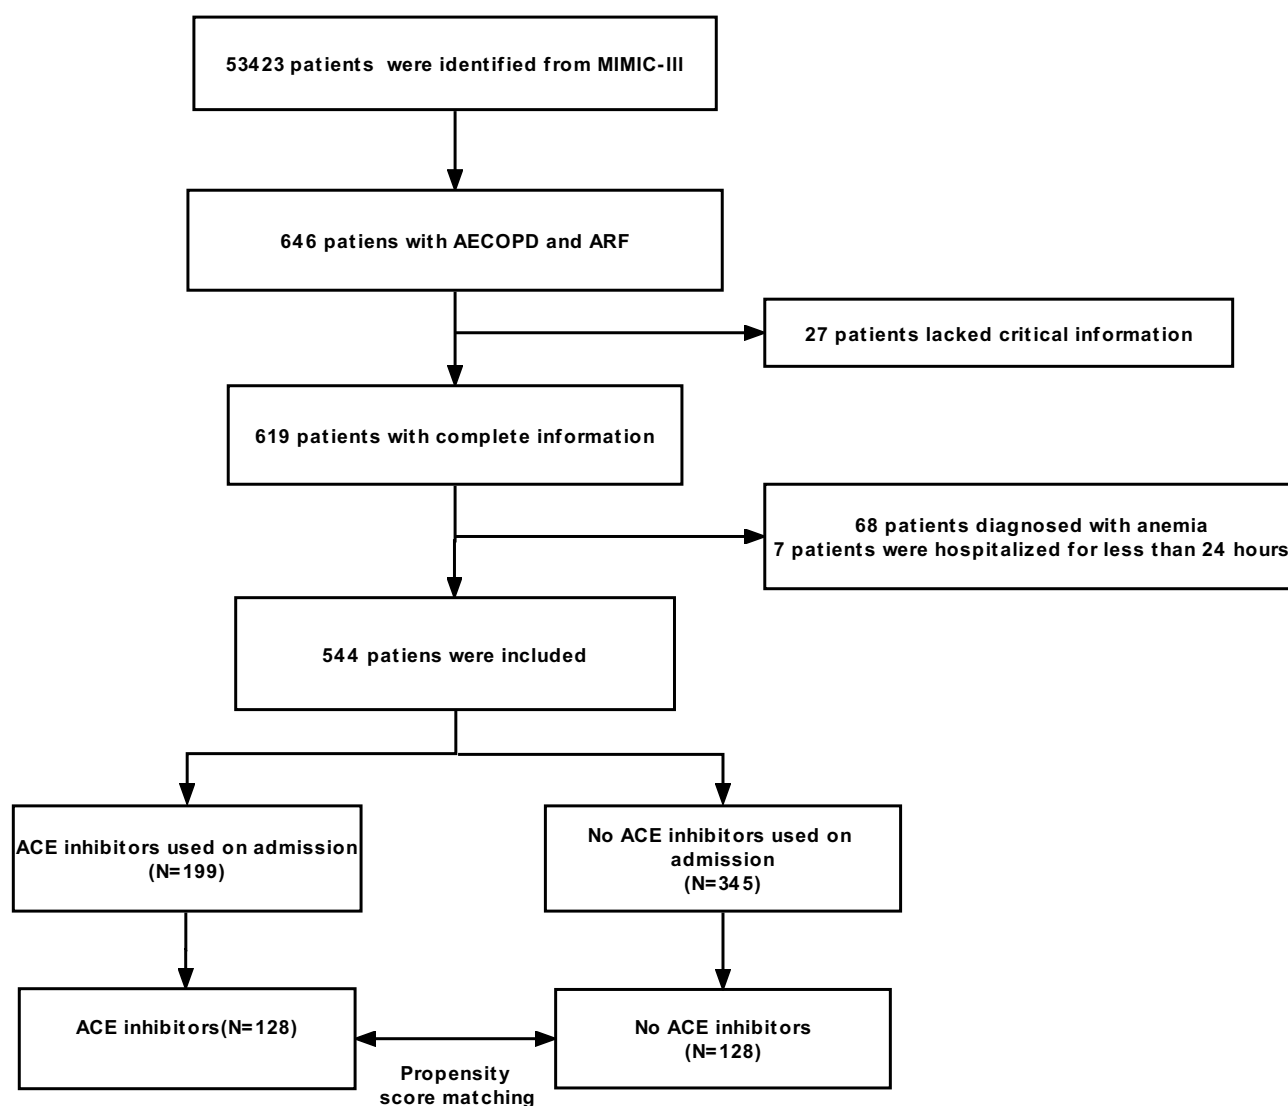 53423 patients were identified from MIMIC-III
646 patiens with AECOPD and ARF
27 patients lacked critical information
619 patients with complete information
68 patients diagnosed with anemia
7 patients were hospitalized for less than 24 hours
544 patiens were included
ACE inhibitors used on admission
(N=199)
No ACE inhibitors used on
admission
(N=345)
ACE inhibitors(N=128)
No ACE inhibitors
(N=128)
Propensity
score matching